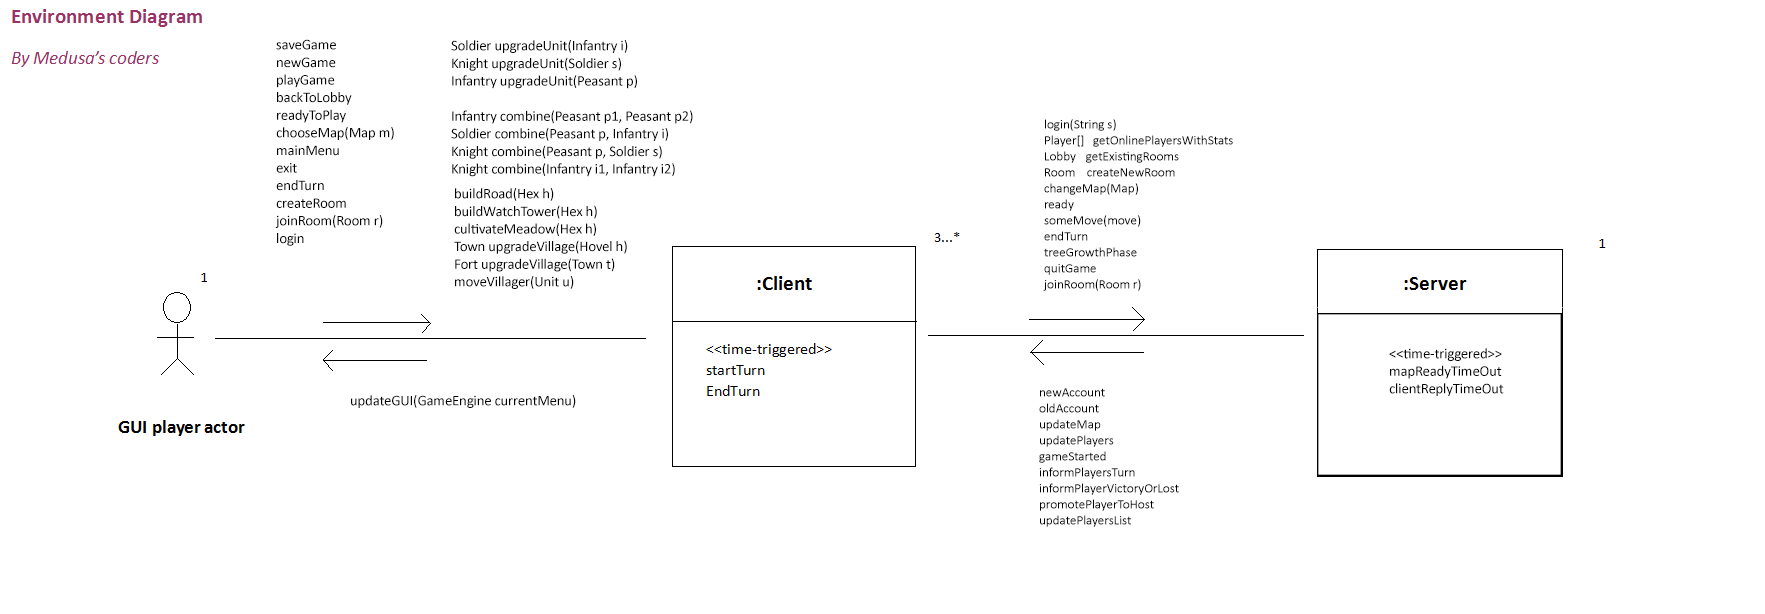 Environment Diagram
By Medusa's coders
saveGame
newGame
playGame
backToLobby
readyToPlay
chooseMap(Map m)
mainMenu
exit
endTurn
createRoom
joinRoom(Room r)
login
Soldier upgradeUnit(Infantry i)
Knight upgradeUnit(Soldier s)
Infantry upgradeUnit(Peasant p)
Infantry combine(Peasant p1, Peasant p2)
Soldier combine(Peasant p, Infantry i)
Knight combine(Peasant p, Soldier s)
Knight combine(Infantry i1, Infantry i2)
buildRoad(Hex h)
buildWatchTower(Hex h)
cultivateMeadow(Hex h)
Town upgradeVillage(Hovel h)
Fort upgradeVillage(Town t)
moveVillager(Unit u)
1
GUI player actor
updateGUI(GameEngine currentMenu)
:Client
<<time-triggered>>
startTurn
EndTurn
3...*
login(String s)
Player[] getOnlinePlayersWithStats
Lobby getExistingRooms
Room createNewRoom
changeMap(Map)
ready
someMove(move)
endTurn
treeGrowthPhase
quitGame
joinRoom(Room r)
newAccount
oldAccount
updateMap
updatePlayers
gameStarted
informPlayersTurn
informPlayerVictoryOrLost
promotePlayerToHost
updatePlayersList
1
:Server
<<time-triggered>>
mapReadyTimeOut
clientReplyTimeOut